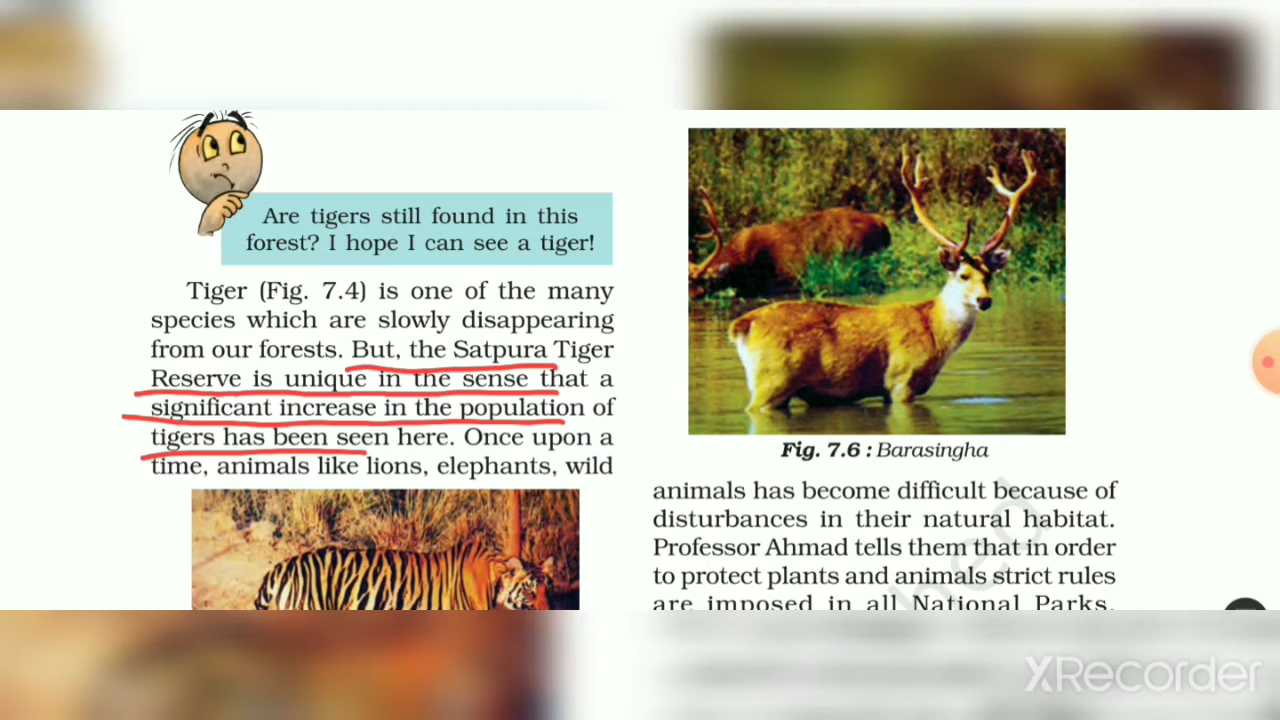 Are tigers still found in this
forest? I hope I can see a tiger!
Tiger (Fig. 7.4) is one of the many
species which are slowly disappearing
from our forests. But, the Satpura Tiger
Reserve is unique in the sense that a
significant increase in the population of
tigers has been seen here. Once upon a
time, animals like lions, elephants, wild
Fig. 7.6 : Barasingha
animals has become difficult because of
disturbances in their natural habitat.
Professor Ahmad tells them that in order
to protect plants and animals strict rules
are imposed in all National Parks.
XRecorder